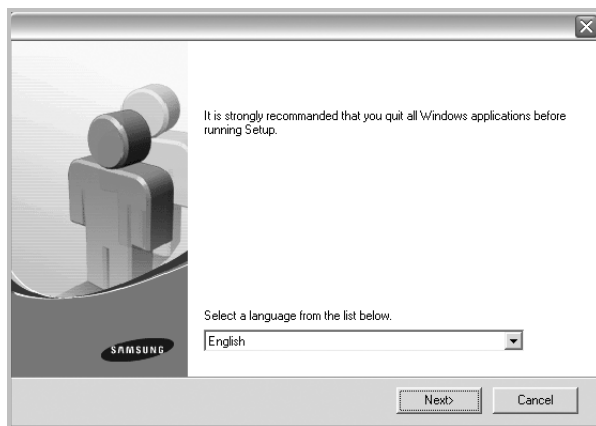 It is strongly recommanded that you quit all Windows applications before
running Setup.
Select a language from the list below.
English
SAMSUNG
Next>
Cancel